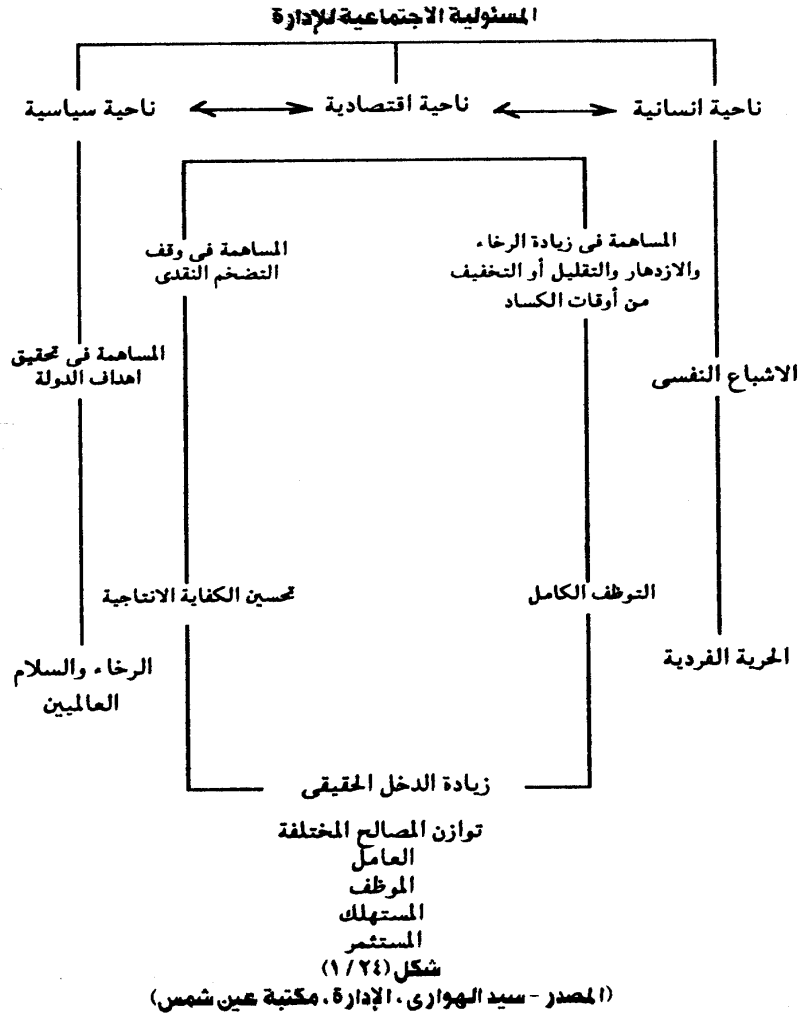 المسئولية الاجتماعية للإدارة
ناحية انسانية
ناحية اقتصادية
ناحية سياسية
المساهمة فى زيادة الرخاء
والازدهار والتقليل أو التخفيف
من أوقات الكساد
المساهمة فى وقف
التضخم النقدى
الاشباع النفسى
المساهمة فى تحقيق
اهداف الدولة
التوظف الكامل
تحسين الكفاية الانتاجية
الحرية الفردية
الرخاء والسلام
العالميين
زيادة الدخل الحقيقى
توازن المصالح المختلفة
العامل
الموظف
المستهلك
المستثمر
شكل (٢٤ / ١)
(المصدر - سيد الهوارى، الإدارة، مكتبة عين شمس)